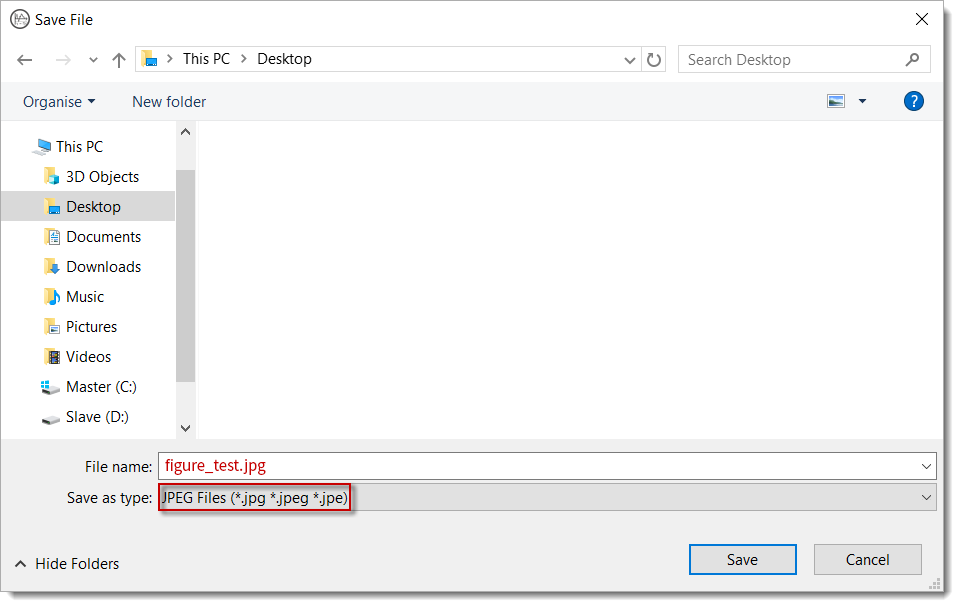 Save File
This PC > Desktop
Search Desktop
Organise
New folder
?
This PC
3D Objects
Desktop
Documents
Downloads
Music
Pictures
Videos
Master (C:)
Slave (D:)
File name: figure_test.jpg
Save as type: JPEG Files (*.jpg *.jpeg *.jpe)
Hide Folders
Save
Cancel